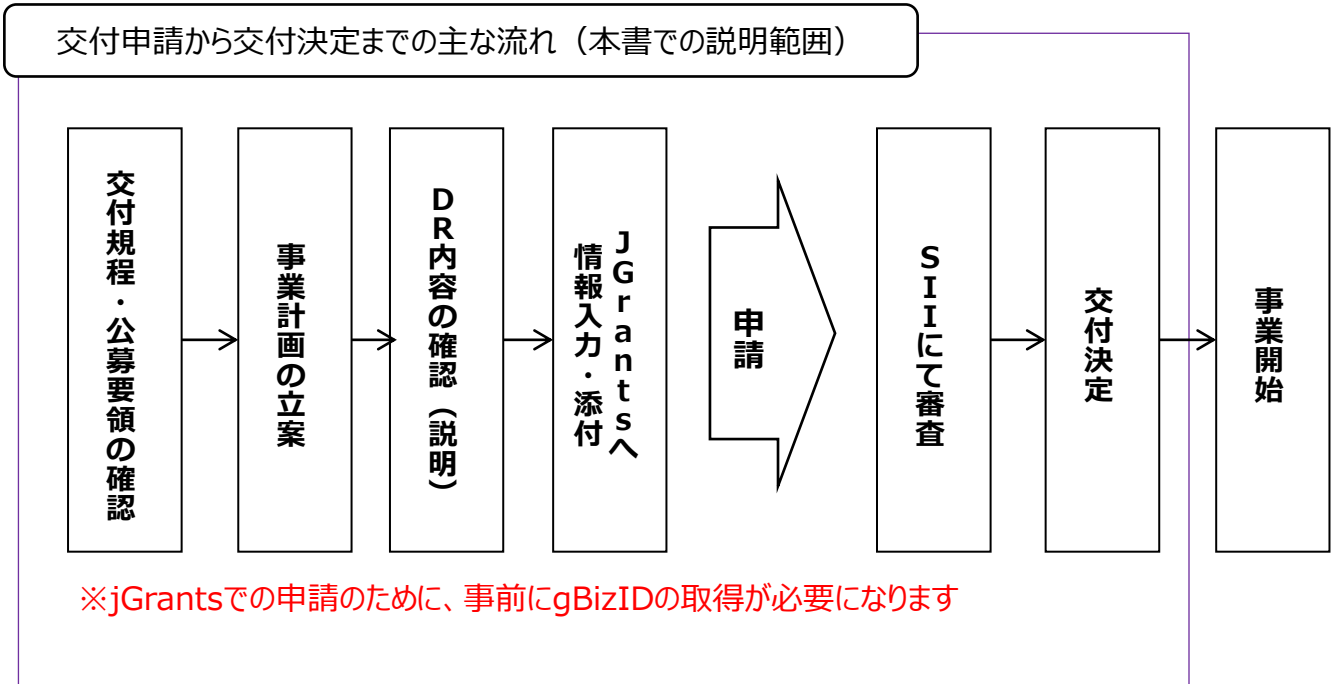 交付申請から交付決定までの主な流れ（本書での説明範囲）
交付規程・公募要領の確認
事業計画の立案
DR内容の確認（説明）
JGrantsへ
情報入力・添付
申請
SIIにて審査
交付決定
事業開始
※jGrantsでの申請のために、事前にgBizIDの取得が必要になります